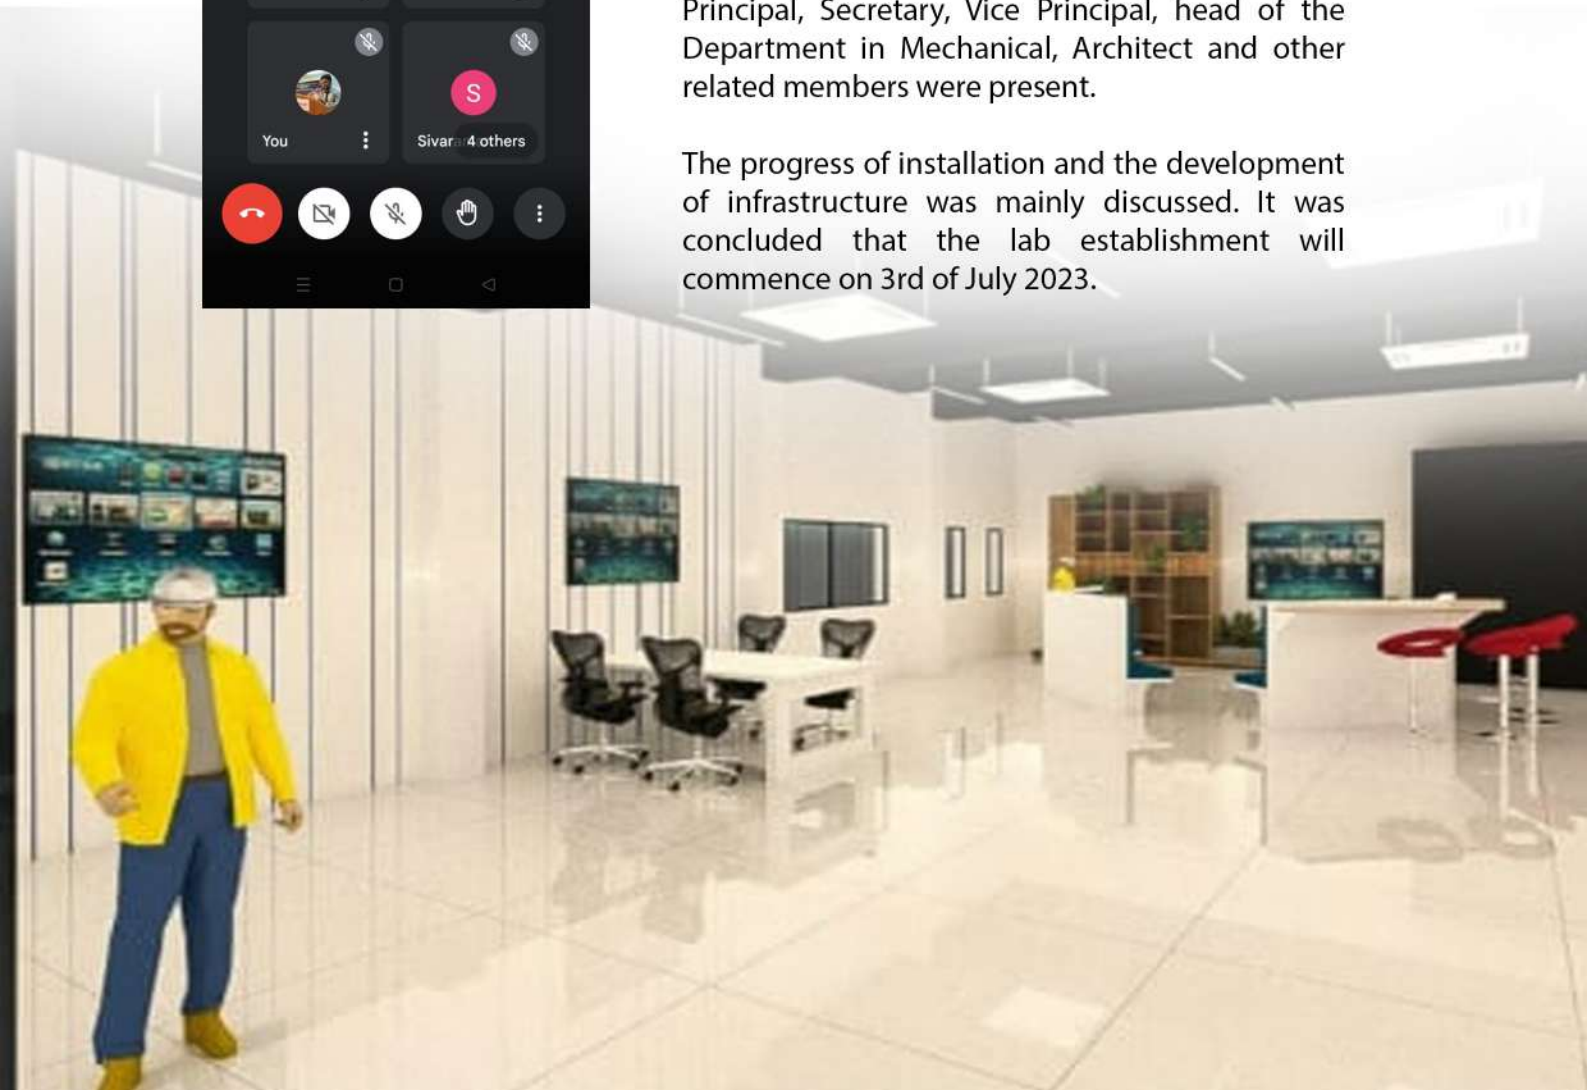 You
S
Sivar 4 others
Principal, Secretary, Vice Principal, head of the
Department in Mechanical, Architect and other
related members were present.
The progress of installation and the development
of infrastructure was mainly discussed. It was
concluded that the lab establishment will
commence on 3rd of July 2023.